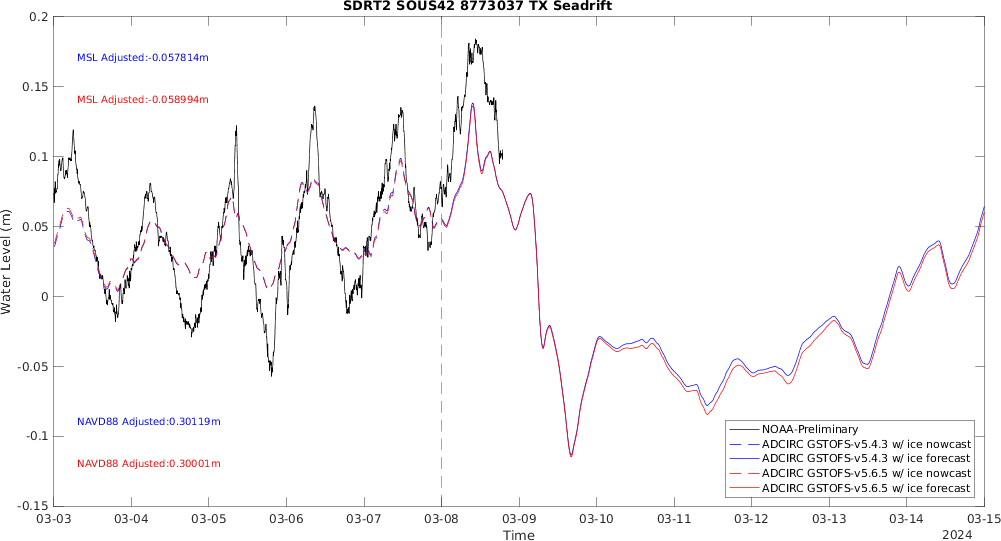 SDRT2 SOUS42 8773037 TX Seadrift
0.2
0.15
0.1
0.05
0
-0.05
-0.1
-0.15
Water Level (m)
MSL Adjusted:-0.057814m
MSL Adjusted:-0.058994m
NAVD88 Adjusted:0.30119m
NAVD88 Adjusted:0.30001m
NOAA-Preliminary
ADCIRC GSTOFS-v5.4.3 w/ ice nowcast
ADCIRC GSTOFS-v5.4.3 w/ ice forecast
ADCIRC GSTOFS-v5.6.5 w/ ice nowcast
ADCIRC GSTOFS-v5.6.5 w/ ice forecast
03-03 03-04 03-05 03-06 03-07 03-08 03-09 03-10 03-11 03-12 03-13 03-14 03-15
Time
2024